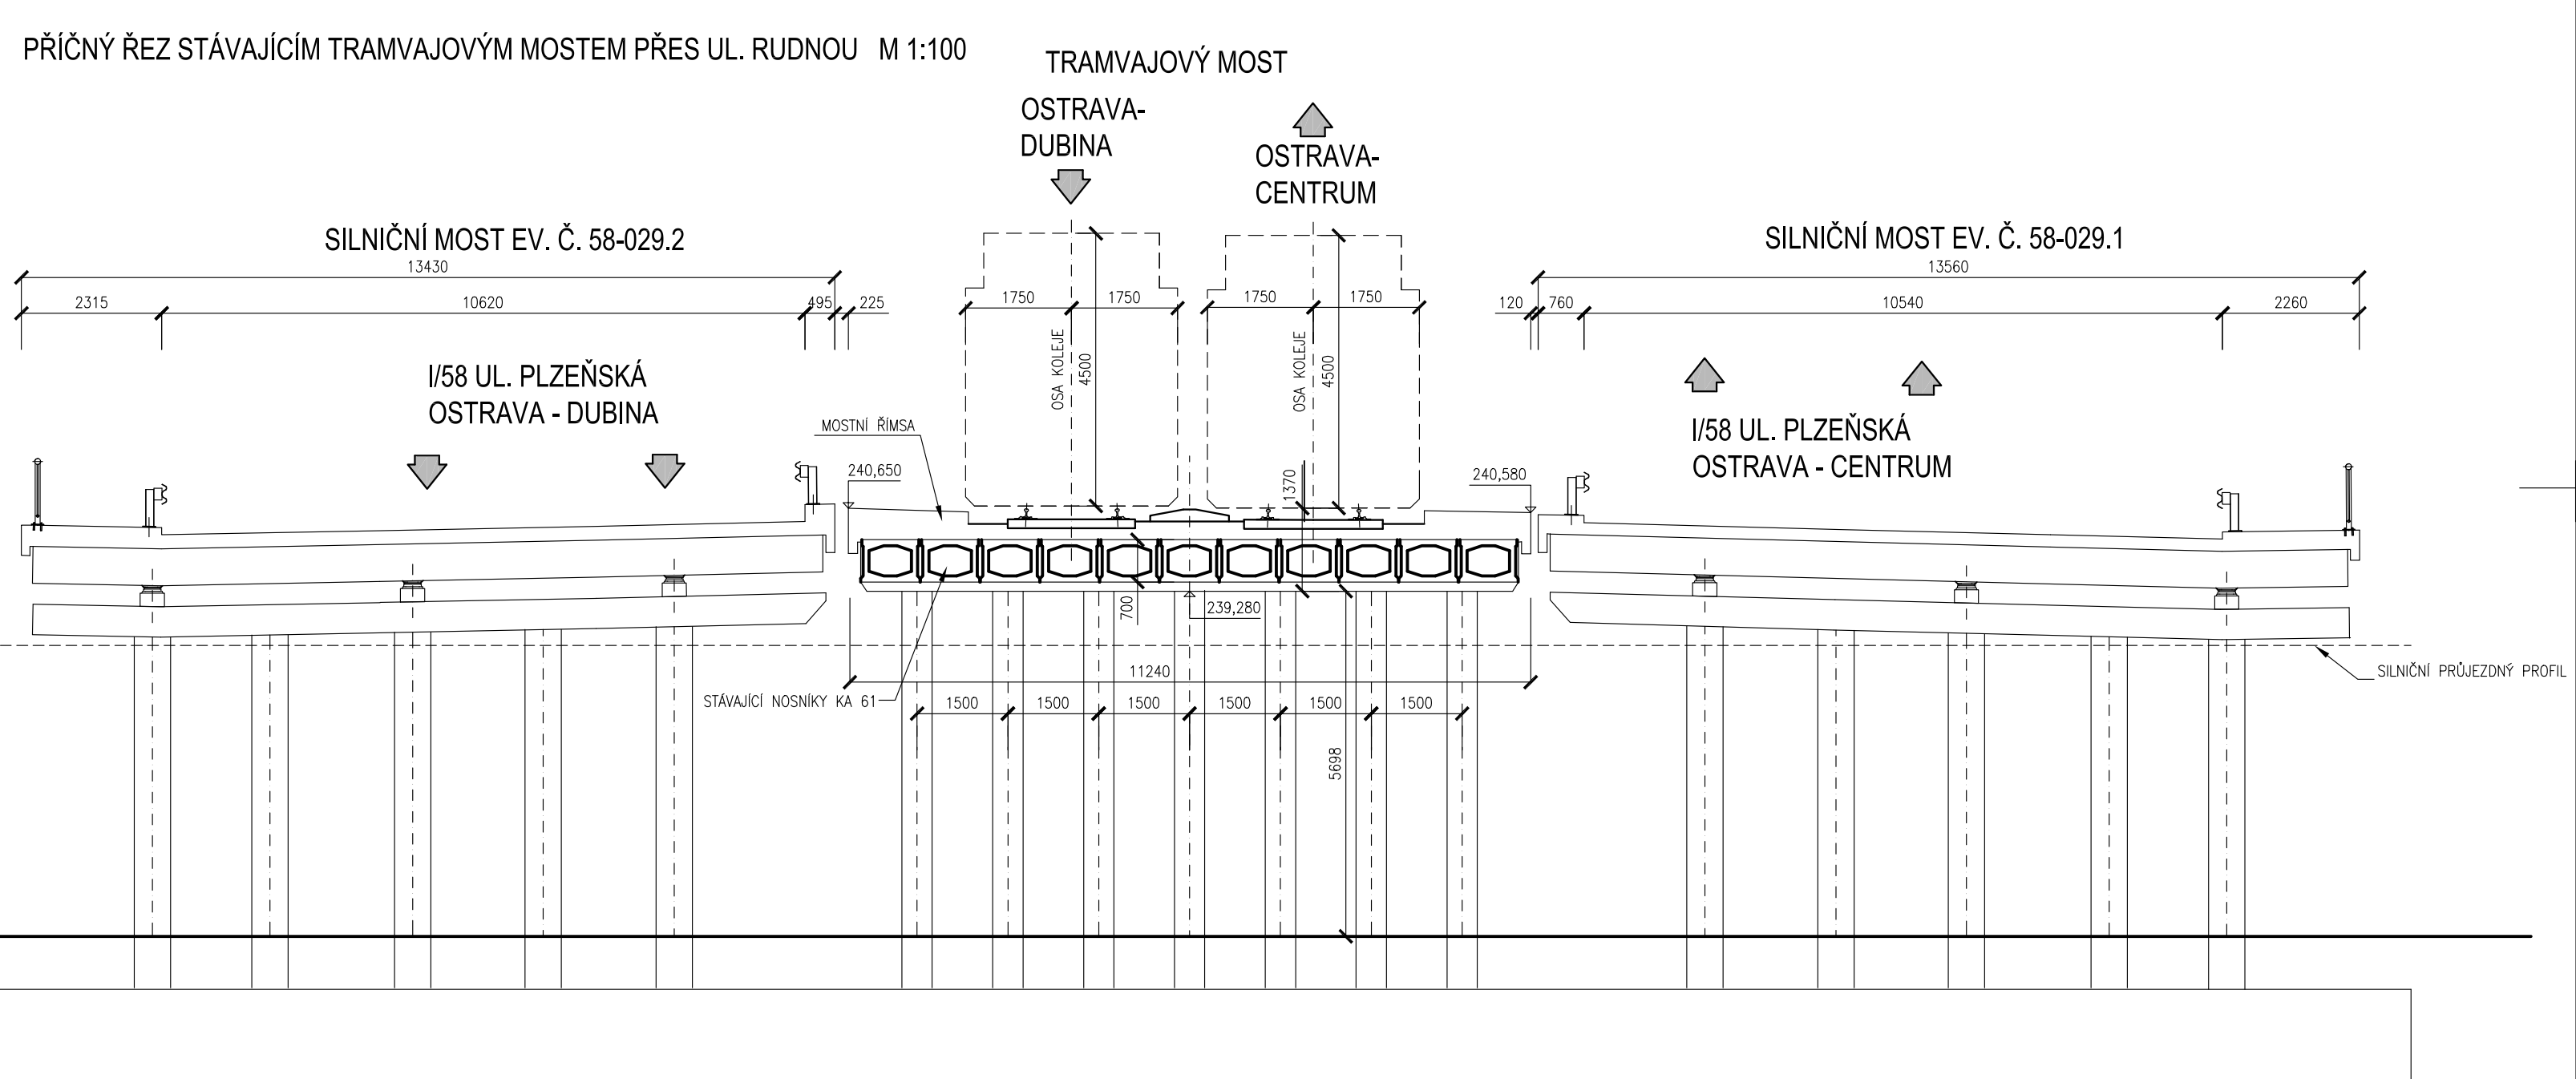 PŘÍČNÝ ŘEZ STÁVAJÍCÍM TRAMVAJOVÝM MOSTEM PŘES UL. RUDNOU M 1:100
TRAMVAJOVÝ MOST
OSTRAVA-
DUBINA
OSTRAVA-
CENTRUM
SILNIČNÍ MOST EV. Č. 58-029.2
SILNIČNÍ MOST EV. Č. 58-029.1
13430
13560
2315
10620
495
225
1750
1750
1750
1750
120
760
10540
2260
OSA KOLEJE
4500
OSA KOLEJE
4500
I/58 UL. PLZEŇSKÁ
OSTRAVA - DUBINA
I/58 UL. PLZEŇSKÁ
OSTRAVA - CENTRUM
MOSTNÍ ŘÍMSA
240,650
1370
240,580
700
239,280
11240
SILNIČNÍ PRŮJEZDNÝ PROFIL
STÁVAJÍCÍ NOSNÍKY KA 61
1500
1500
1500
1500
1500
1500
5698